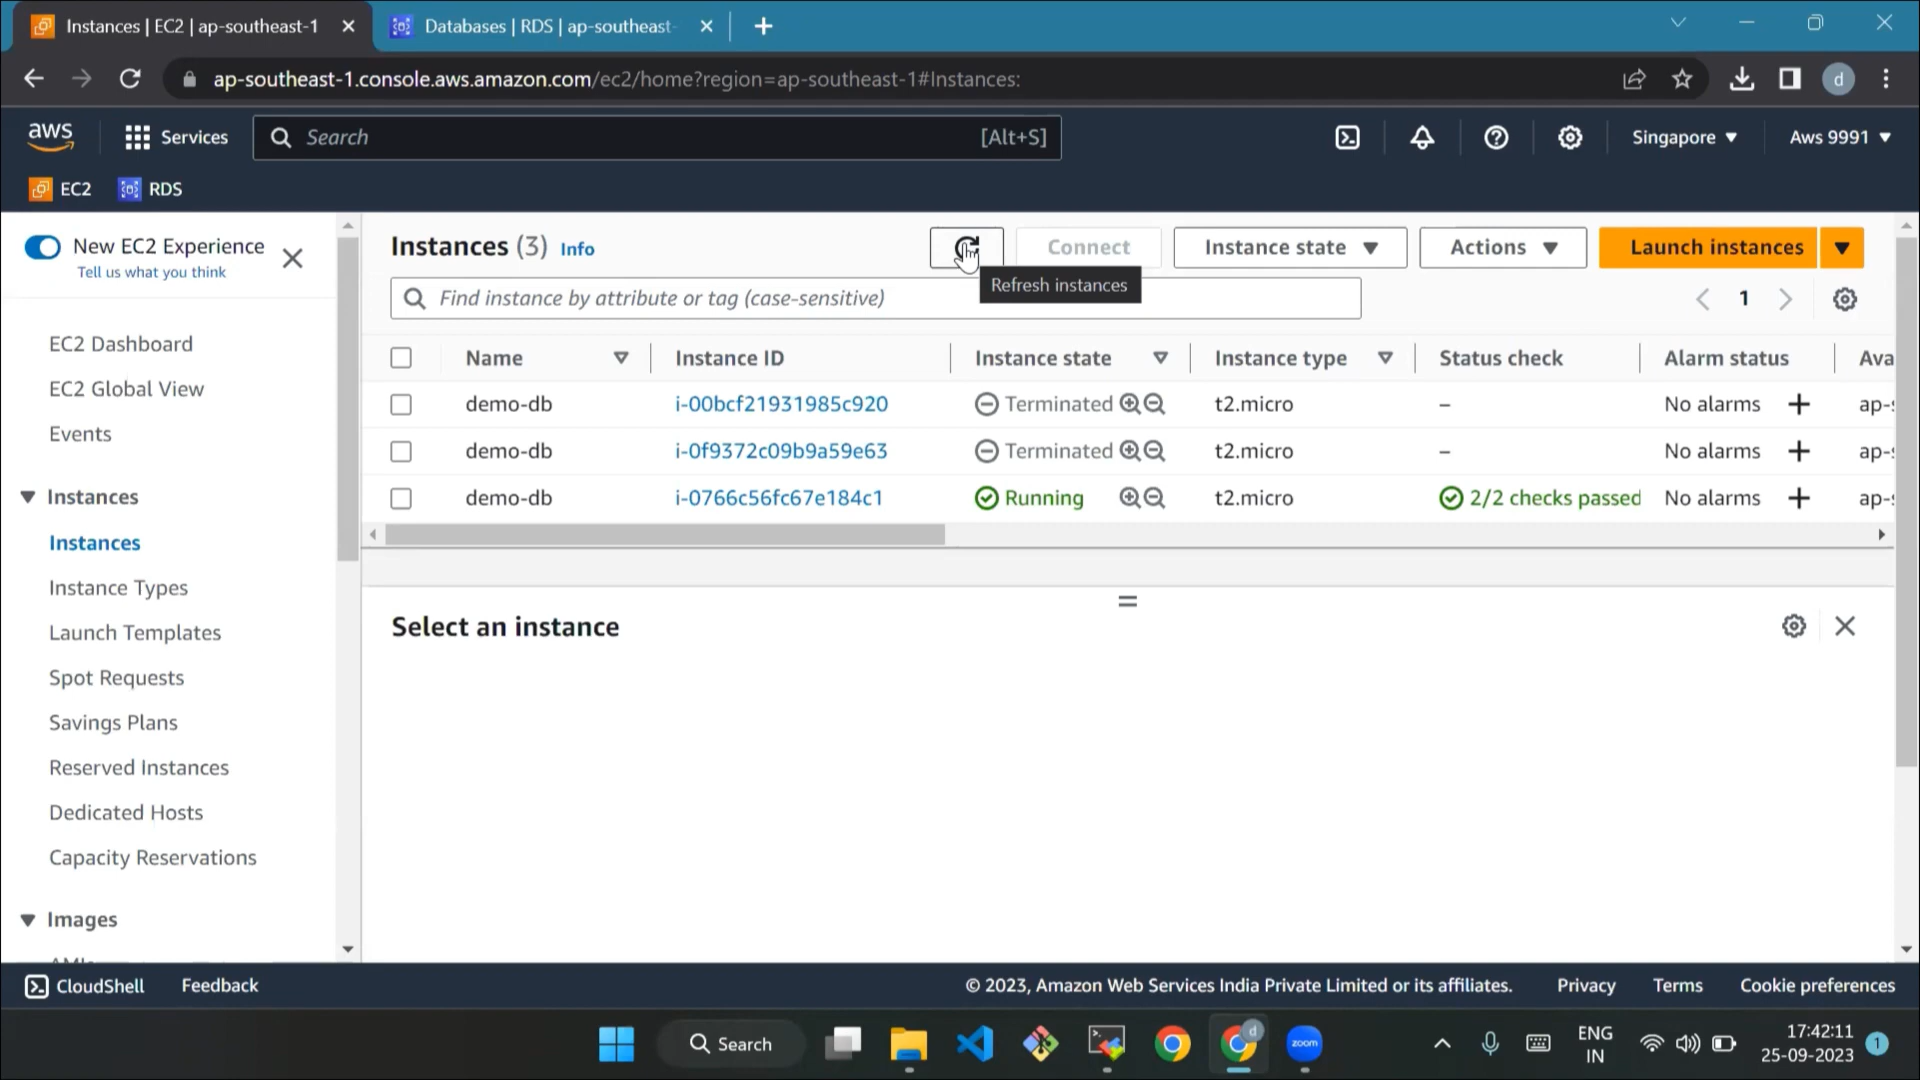 Instances | EC2 | ap-southeast-1
Databases | RDS | ap-southeast-
ap-southeast-1.console.aws.amazon.com/ec2/home?region=ap-southeast-1#Instances:
d
aws
Services
Search
[Alt+S]
Singapore
Aws 9991
EC2
RDS
New EC2 Experience
Tell us what you think
EC2 Dashboard
EC2 Global View
Events
Instances
Instances
Instance Types
Launch Templates
Spot Requests
Savings Plans
Reserved Instances
Dedicated Hosts
Capacity Reservations
Images
Instances (3) Info
Connect
Instance state
Actions
Launch instances
Refresh instances
Find instance by attribute or tag (case-sensitive)
1
Name Instance ID Instance state Instance type Status check Alarm status Ava
demo-db i-00bcf21931985c920 Terminated t2.micro – No alarms + ap-s
demo-db i-0f9372c09b9a59e63 Terminated t2.micro – No alarms + ap-s
demo-db i-0766c56fc67e184c1 Running t2.micro 2/2 checks passed No alarms + ap-s
Select an instance
CloudShell
Feedback
© 2023, Amazon Web Services India Private Limited or its affiliates.
Privacy
Terms
Cookie preferences
Search
d
zoom
ENG
IN
17:42:11
25-09-2023
1